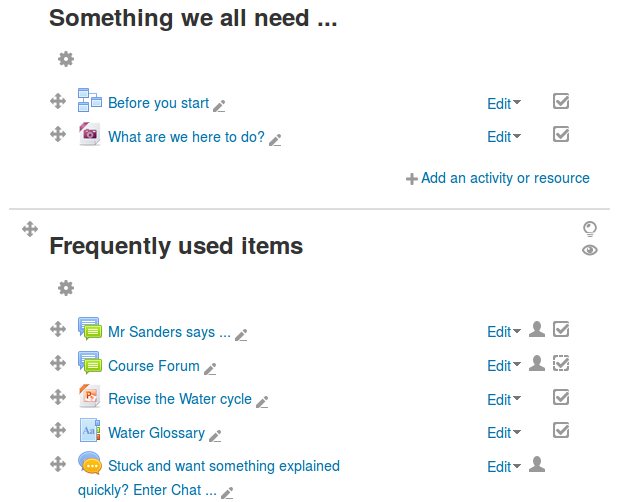 Something we all need ...
Before you start Edit
What are we here to do? Edit
Add an activity or resource
Frequently used items
Mr Sanders says ... Edit
Course Forum Edit
Revise the Water cycle Edit
Water Glossary Edit
Stuck and want something explained Edit
quickly? Enter Chat ...